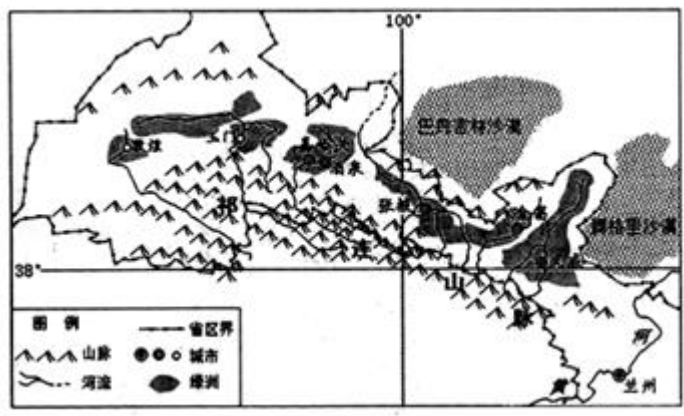 100°
巴丹吉林沙漠
敦煌
酒泉
张掖
祁
连
山
脉
腾格里沙漠
38°
图 例
山脉
河流
省区界
城市
绿洲
黄
河
兰州